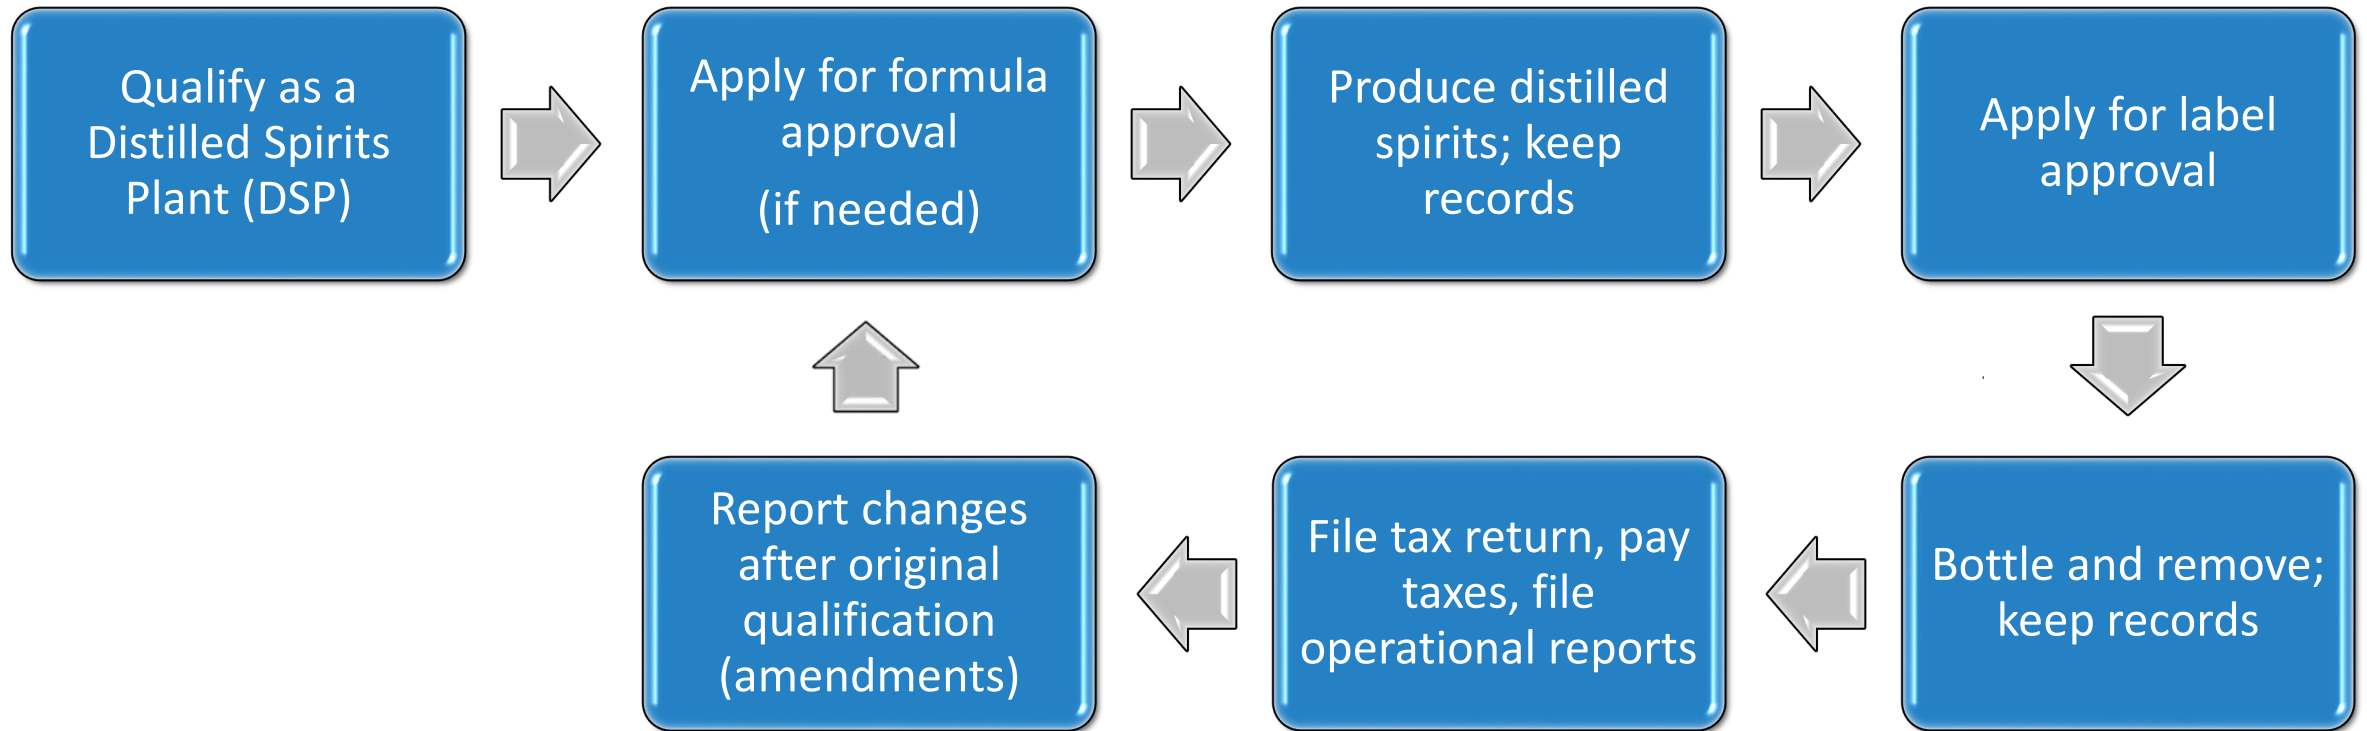 Qualify as a
Distilled Spirits
Plant (DSP)
Apply for formula
approval
(if needed)
Produce distilled
spirits; keep
records
Apply for label
approval
Bottle and remove;
keep records
File tax return, pay
taxes, file
operational reports
Report changes
after original
qualification
(amendments)